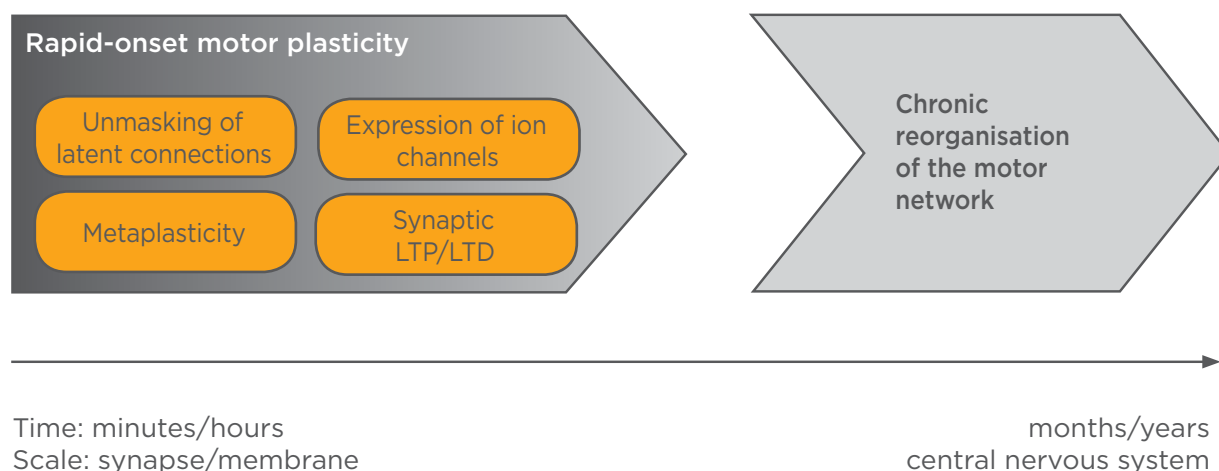 Rapid-onset motor plasticity
Unmasking of
latent connections
Expression of ion
channels
Metaplasticity
Synaptic
LTP/LTD
Chronic
reorganisation
of the motor
network
Time: minutes/hours
months/years
Scale: synapse/membrane
central nervous system